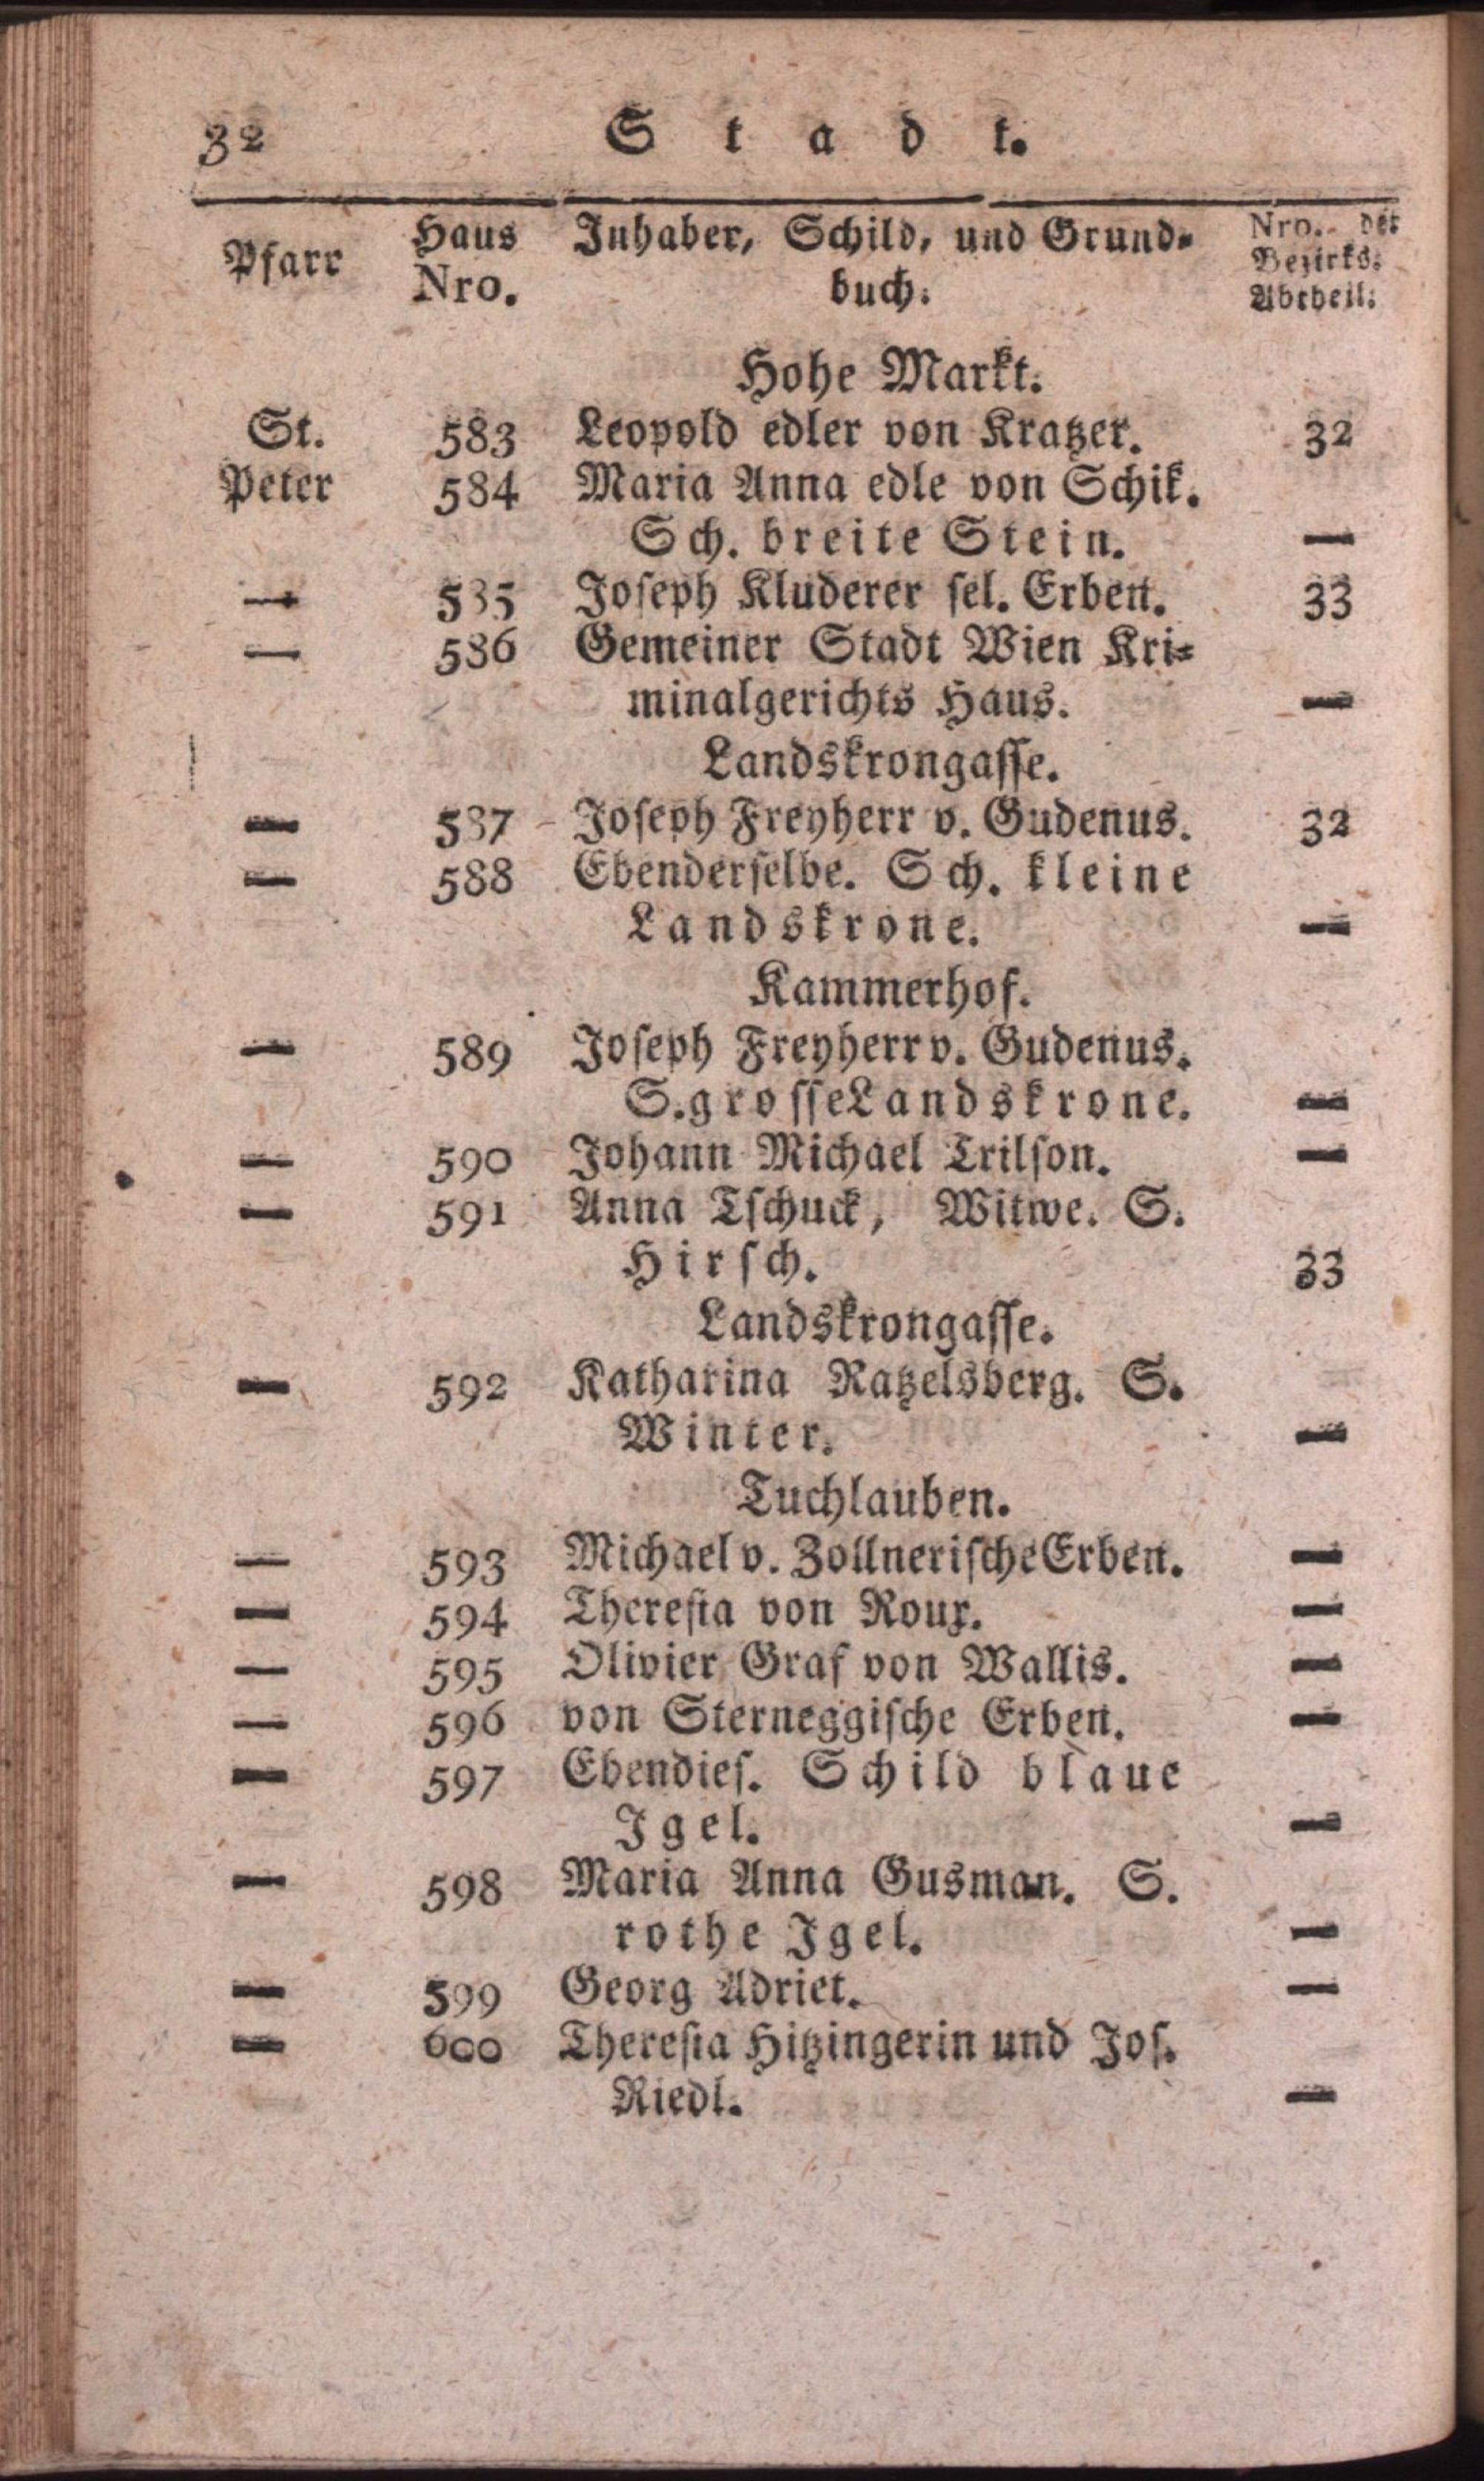 32 Stadt.
Pfarr Haus Nro. Inhaber, Schild, und Grund- buch. Nro. der Bezirks. Abtheil.
Hohe Markt.
St. 583 Leopold edler von Kratzer. 32
Peter 584 Maria Anna edle von Schik.
Sch. breite Stein. —
— 585 Joseph Kluderer sel. Erben. 33
— 586 Gemeiner Stadt Wien Kri-
minalgerichts Haus. —
Landskrongasse.
— 587 Joseph Freyherr v. Gudenus. 32
— 588 Ebenderselbe. Sch. kleine
Landskrone. —
Kammerhof.
— 589 Joseph Freyherr v. Gudenus.
S. grosse Landskrone. —
— 590 Johann Michael Trilson. —
— 591 Anna Tschuck, Witwe. S.
Hirsch. 33
Landskrongasse.
— 592 Katharina Ratzelsberg. S.
Winter. —
Tuchlauben.
— 593 Michael v. Zollnerische Erben. —
— 594 Theresia von Roux. —
— 595 Olivier Graf von Wallis. —
— 596 von Sterneggische Erben. —
— 597 Ebendies. Schild blaue
Igel. —
— 598 Maria Anna Gusman. S.
rothe Igel. —
— 599 Georg Adriet. —
— 600 Theresia Hitzingerin und Jos.
Riedl. —